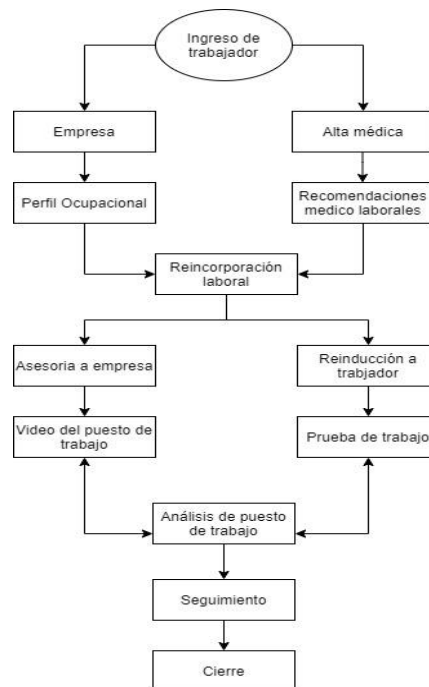 Ingreso de
trabajador
Empresa
Alta médica
Perfil Ocupacional
Recomendaciones
medico laborales
Reincorporación
laboral
Asesoria a empresa
Reinducción a
trabjador
Video del puesto de
trabajo
Prueba de trabajo
Análisis de puesto
de trabajo
Seguimiento
Cierre